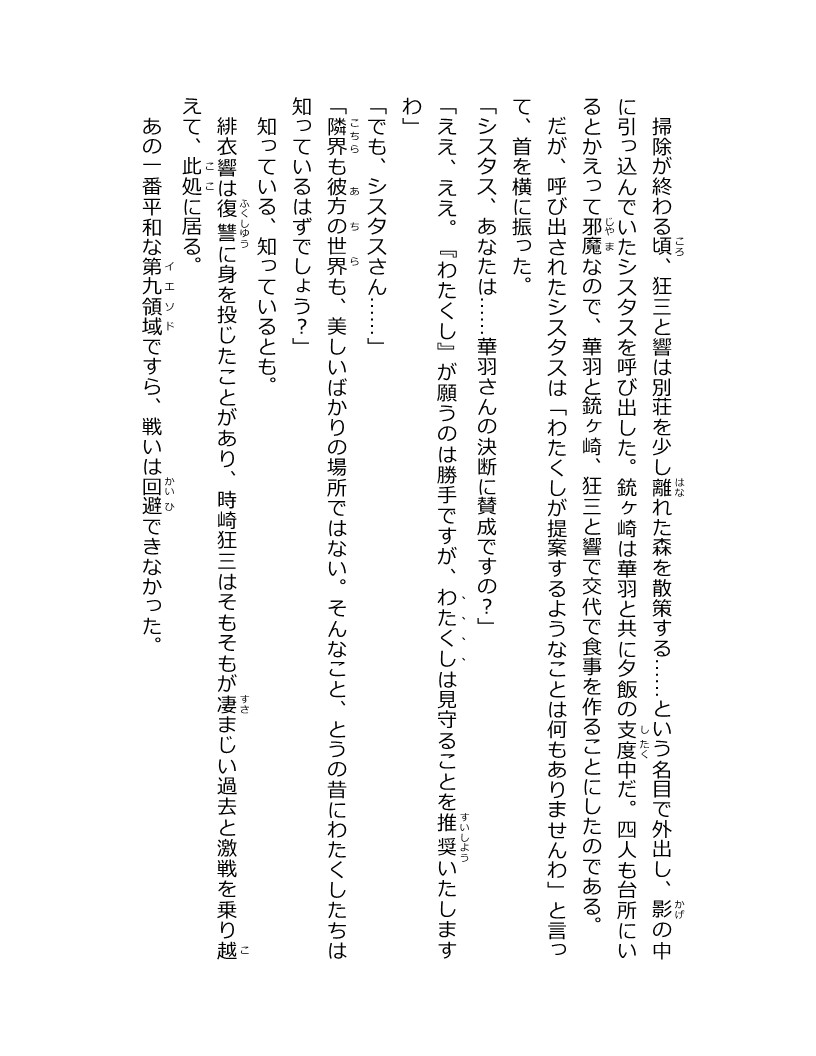 掃除が終わる頃、狂三と響は別荘を少し離れた森を散策する……という名目で外出し、影の中
に引っ込んでいたシスタスを呼び出した。銃ヶ崎は華羽と共に夕飯の支度中だ。四人も台所にい
るとかえって邪魔なので、華羽と銃ヶ崎、狂三と響で交代で食事を作ることにしたのである。
　だが、呼び出されたシスタスは「わたくしが提案するようなことは何もありませんわ」と言っ
て、首を横に振った。
「シスタス、あなたは……華羽さんの決断に賛成ですの？」
「ええ、ええ。『わたくし』が願うのは勝手ですが、わたくしは見守ることを推奨いたします
わ」
「でも、シスタスさん……」
「隣界も彼方の世界も、美しいばかりの場所ではない。そんなこと、とうの昔にわたくしたちは
知っているはずでしょう？」
　知っている、知っているとも。
　緋衣響は復讐に身を投じたことがあり、時崎狂三はそもそもが凄まじい過去と激戦を乗り越
えて、此処に居る。
　あの一番平和な第九領域ですら、戦いは回避できなかった。